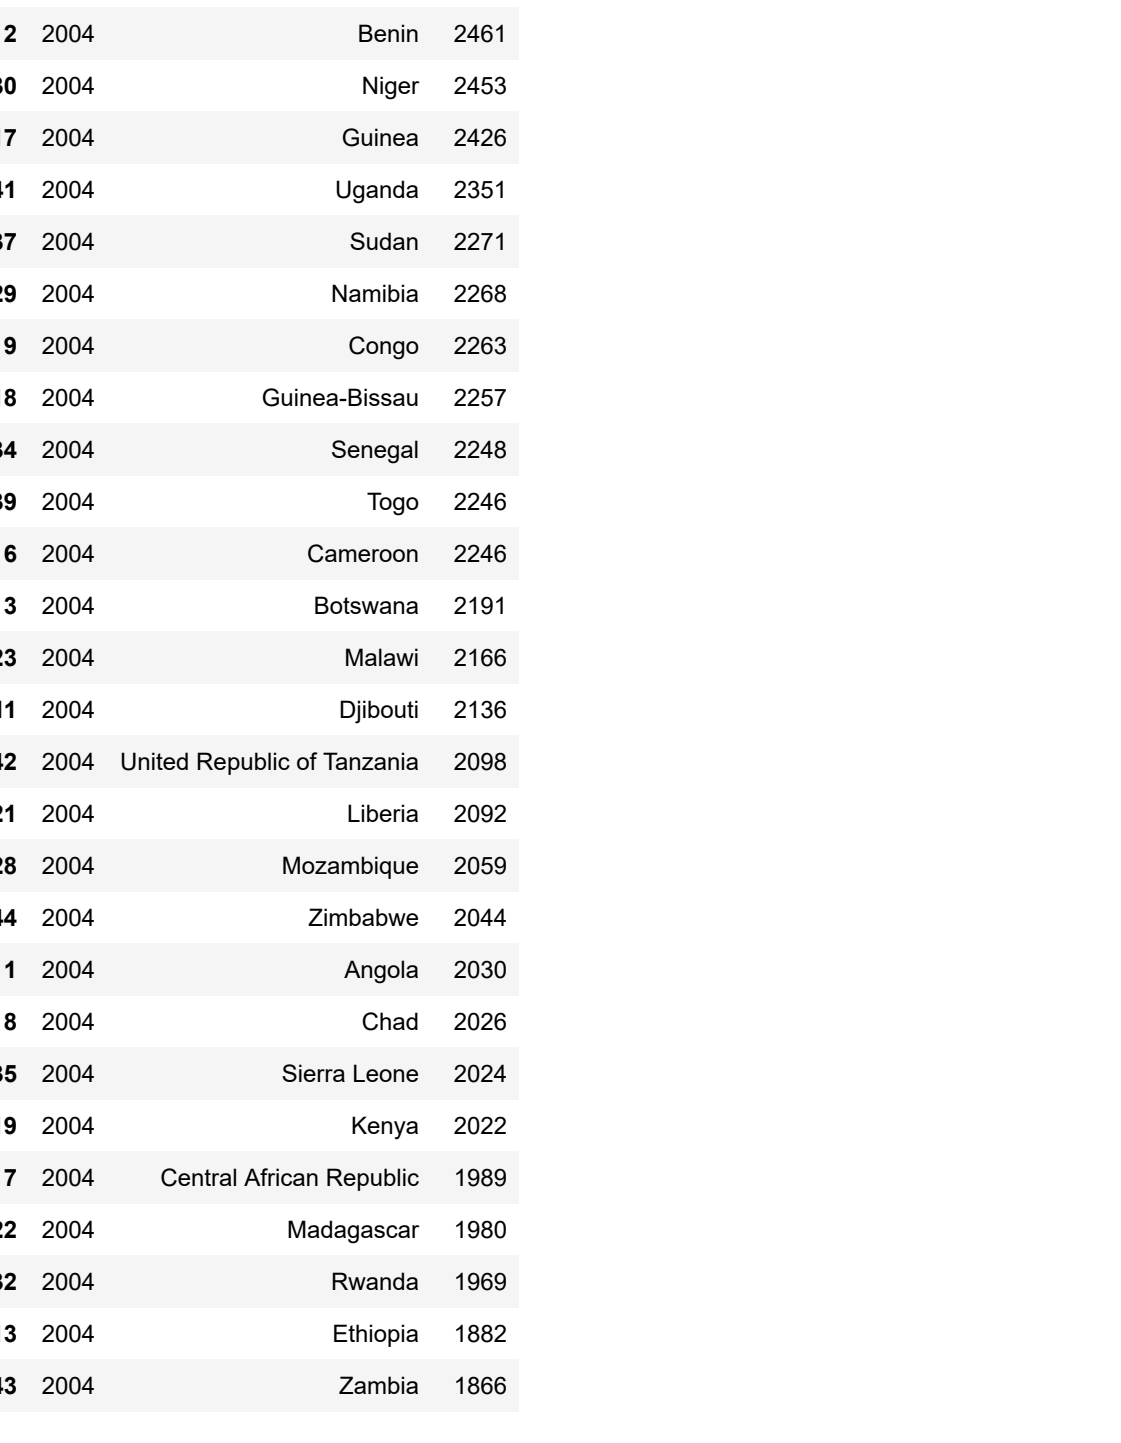 2 2004 Benin 2461
30 2004 Niger 2453
17 2004 Guinea 2426
41 2004 Uganda 2351
37 2004 Sudan 2271
29 2004 Namibia 2268
9 2004 Congo 2263
8 2004 Guinea-Bissau 2257
34 2004 Senegal 2248
39 2004 Togo 2246
6 2004 Cameroon 2246
3 2004 Botswana 2191
23 2004 Malawi 2166
11 2004 Djibouti 2136
42 2004 United Republic of Tanzania 2098
21 2004 Liberia 2092
28 2004 Mozambique 2059
44 2004 Zimbabwe 2044
1 2004 Angola 2030
8 2004 Chad 2026
35 2004 Sierra Leone 2024
9 2004 Kenya 2022
7 2004 Central African Republic 1989
22 2004 Madagascar 1980
32 2004 Rwanda 1969
3 2004 Ethiopia 1882
43 2004 Zambia 1866